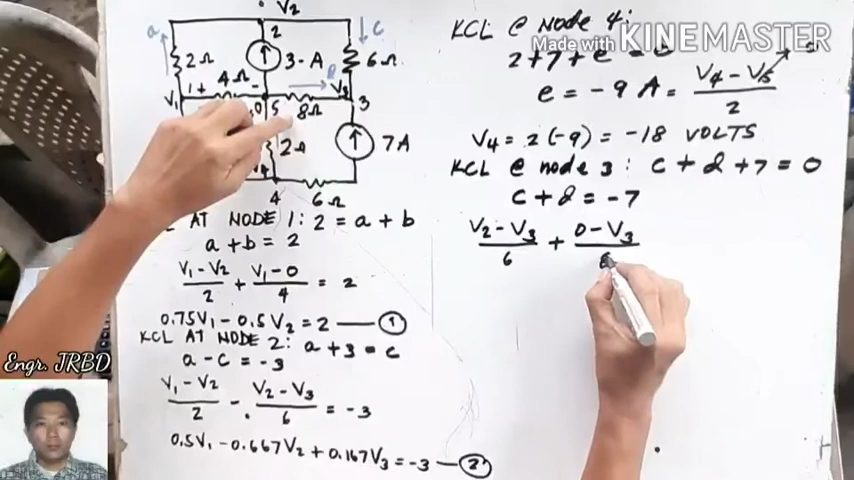 V2
2
a
2Ω
3-A
c
6Ω
4Ω
1 +
-
V1
V3
3
5
8Ω
2Ω
7A
4
6Ω
AT NODE 1: 2 = a + b
a + b = 2
V1 - V2 / 2 + V1 - 0 / 4 = 2
0.75V1 - 0.5V2 = 2 — 1
KCL AT NODE 2: a + 3 = c
a - c = -3
V1 - V2 / 2 - V2 - V3 / 6 = -3
0.5V1 - 0.667V2 + 0.167V3 = -3 — 2
KCL @ NODE 4:
2 + 7 + e = 0
e = -9 A = V4 - V5 / 2
V4 = 2(-9) = -18 VOLTS
KCL @ node 3: c + d + 7 = 0
c + d = -7
V2 - V3 / 6 + 0 - V3
Made with KINEMASTER
Engr. JRBD